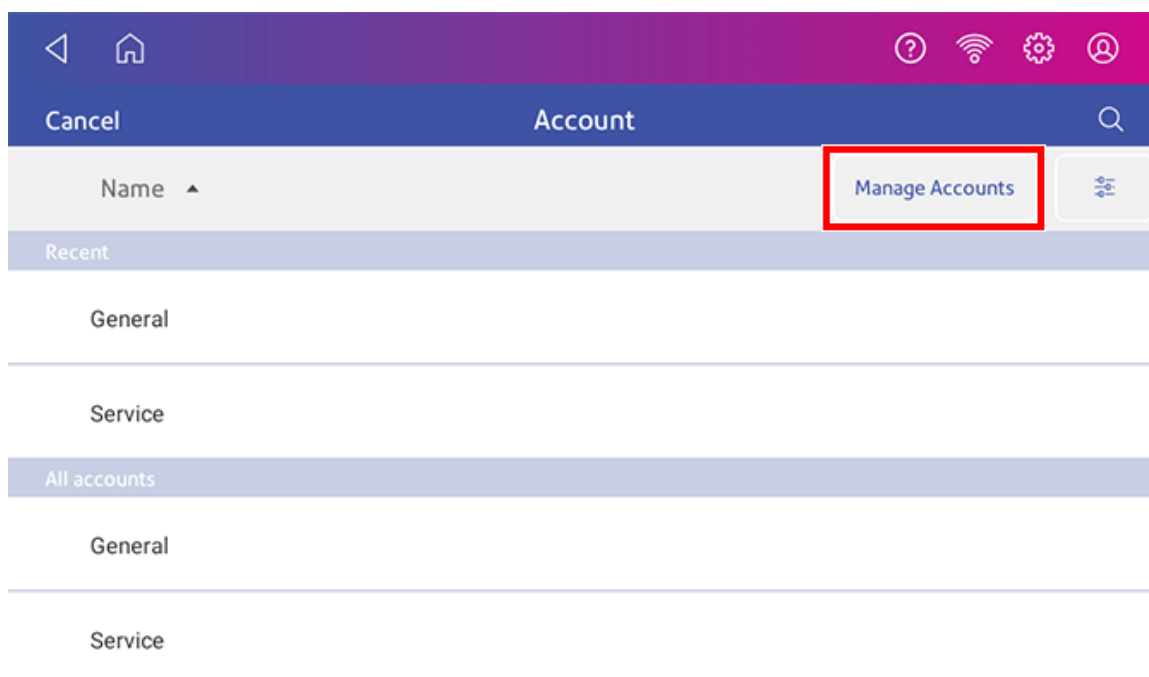 Cancel Account
Name Manage Accounts
Recent
General
Service
All accounts
General
Service